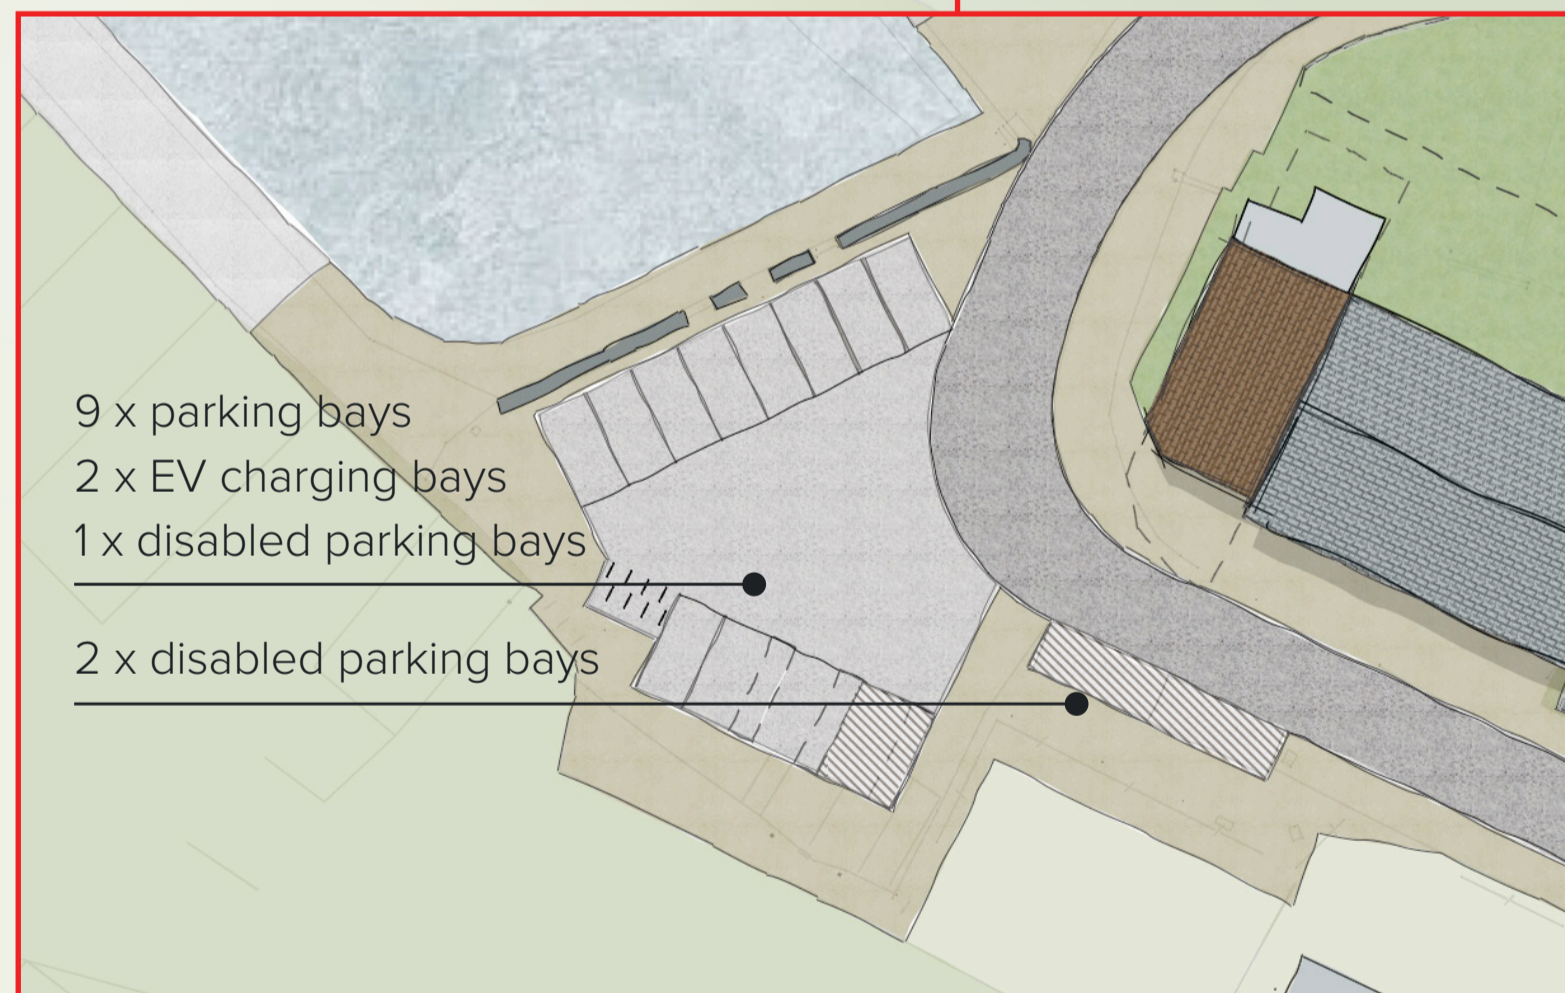 9 x parking bays
2 x EV charging bays
1 x disabled parking bays
2 x disabled parking bays